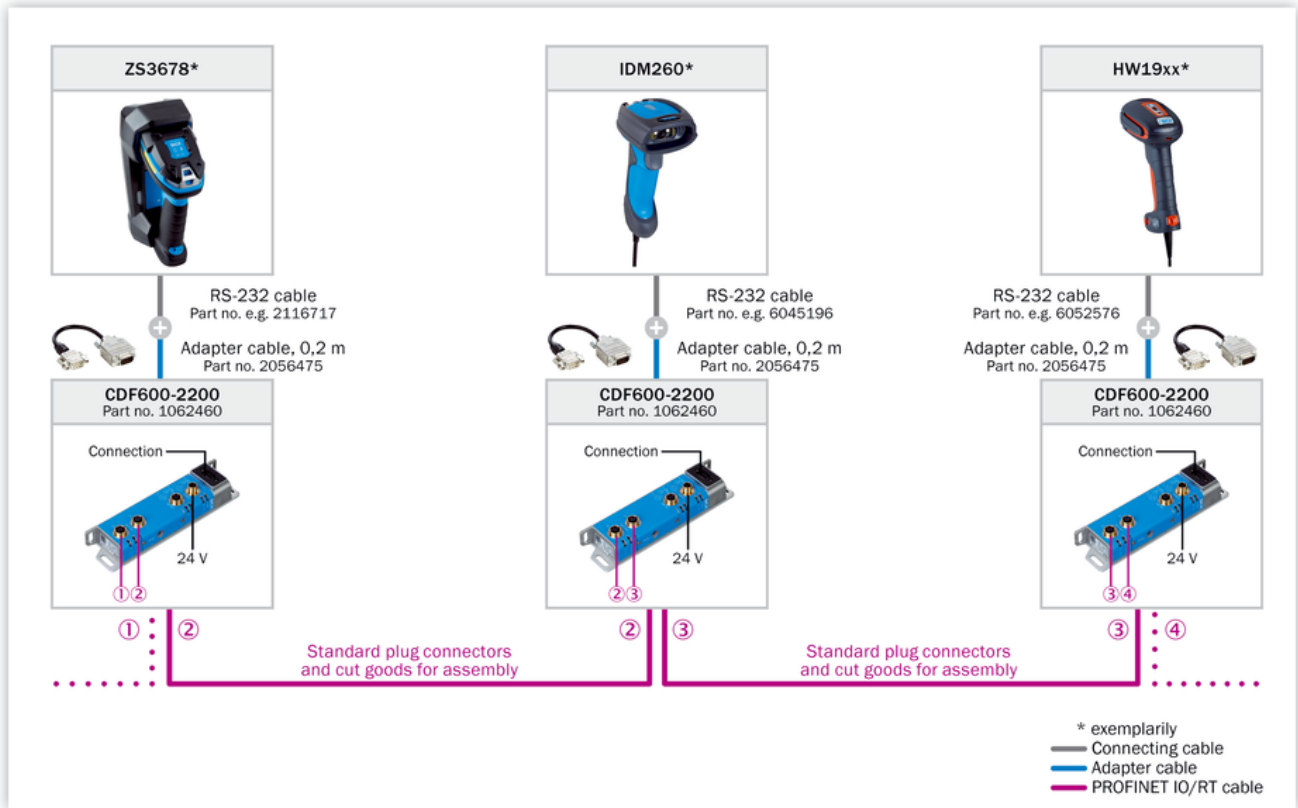 ZS3678*
IDM260*
HW19xx*
RS-232 cable
Part no. e.g. 2116717
Adapter cable, 0,2 m
Part no. 2056475
RS-232 cable
Part no. e.g. 6045196
Adapter cable, 0,2 m
Part no. 2056475
RS-232 cable
Part no. e.g. 6052576
Adapter cable, 0,2 m
Part no. 2056475
CDF600-2200
Part no. 1062460
Connection
24 V
①②
CDF600-2200
Part no. 1062460
Connection
24 V
②③
CDF600-2200
Part no. 1062460
Connection
24 V
③④
① ②
② ③
③ ④
Standard plug connectors
and cut goods for assembly
Standard plug connectors
and cut goods for assembly
* exemplarily
Connecting cable
Adapter cable
PROFINET IO/RT cable